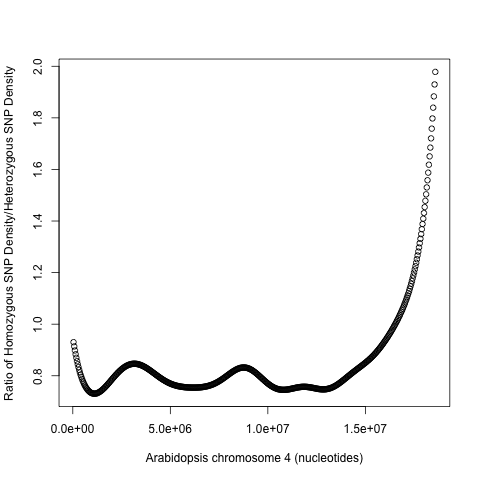 Ratio of Homozygous SNP Density/Heterozygous SNP Density
2.0
1.8
1.6
1.4
1.2
1.0
0.8
0.0e+00 5.0e+06 1.0e+07 1.5e+07
Arabidopsis chromosome 4 (nucleotides)